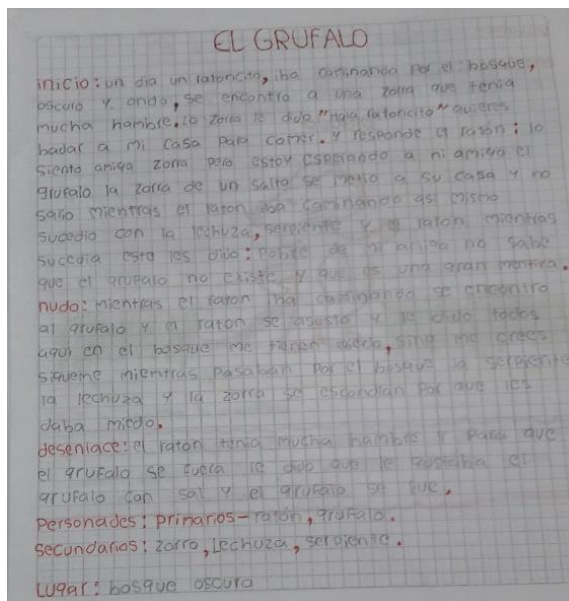 EL GRUFALO
inicio: un dia un ratoncito, iba caminando por el bosque,
oscuro y ondo, se encontro a una zorra que tenia
mucha hambre. la zorra le dido "Hola ratoncito" quieres
badar a mi casa para comer. y responde el raton: lo
siento amiga zorra pero estoy esperando a mi amigo el
grufalo la zorra de un salto se metio a su casa y no
salio mientras el raton iba caminando asi mismo
sucedio con la lechuza, serpiente y el raton mientras
sucedia esto les dido: pobre de mi amiga no sabe
que el grufalo no existe y que es una gran mentira.
nudo: mientras el raton iba caminando se encontro
al grufalo y el raton se asusto y le dido todos
aqui en el bosque me tienen miedo, sino me crees
sigueme mientras pasaban por el bosque la serpiente
la lechuza y la zorra se escondian por que les
daba miedo.
desenlace: el raton tenia mucha hambre y para que
el grufalo se fuera le dido que le gustaba el
grufalo con sal y el grufalo se fue.
Personades: primarios-ratón, grufalo.
secundarios: zorro, Lechuza, serpiente.
Lugar: bosque oscuro